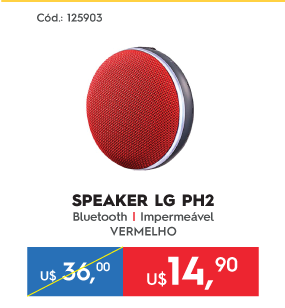 Cód.: 125903
SPEAKER LG PH2
Bluetooth | Impermeável
VERMELHO
U$ 36,00
U$ 14,90